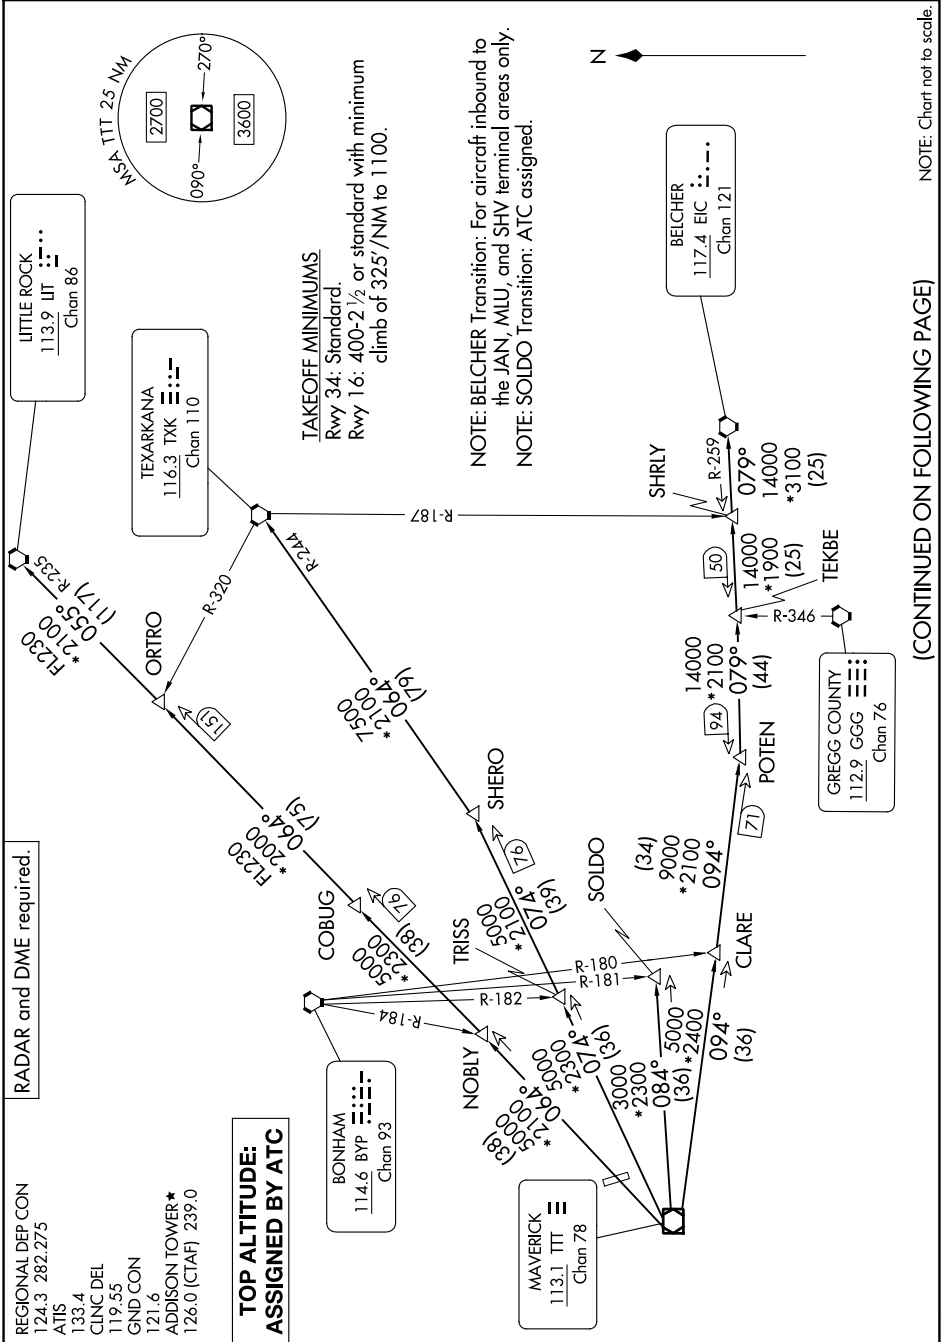 REGIONAL DEP CON
124.3 282.275
ATIS
133.4
CLNC DEL
119.55
GND CON
121.6
ADDISON TOWER★
126.0 (CTAF) 239.0
RADAR and DME required.
TOP ALTITUDE:
ASSIGNED BY ATC
LITTLE ROCK
113.9 LIT
Chan 86
MSA TTT 25 NM
2700
090°
270°
3600
TEXARKANA
116.3 TXK
Chan 110
TAKEOFF MINIMUMS
Rwy 34: Standard.
Rwy 16: 400-2½ or standard with minimum
climb of 325'/NM to 1100.
NOTE: BELCHER Transition: For aircraft inbound to
the JAN, MLU, and SHV terminal areas only.
NOTE: SOLDO Transition: ATC assigned.
N
BONHAM
114.6 BYP
Chan 93
MAVERICK
113.1 TTT
Chan 78
BELCHER
117.4 EIC
Chan 121
GREGG COUNTY
112.9 GGG
Chan 76
R-235
FL230
*2100
055°
(117)
ORTRO
R-320
151
FL230
*2000
064°
(75)
COBUG
76
5000
*2300
(38)
NOBLY
R-184
(38)
5000
*2100
064°
R-244
7500
*2100
064°
(79)
SHERO
76
5000
*2100
074°
(39)
TRISS
R-182
5000
*2300
074°
(36)
SOLDO
R-181
3000
*2300
084°
(36)
R-180
CLARE
5000
*2400
094°
(36)
(34)
9000
*2100
094°
71
POTEN
94
14000
*2100
079°
(44)
TEKBE
R-346
50
14000
*1900
(25)
SHRLY
R-187
R-259
079°
14000
*3100
(25)
(CONTINUED ON FOLLOWING PAGE)
NOTE: Chart not to scale.